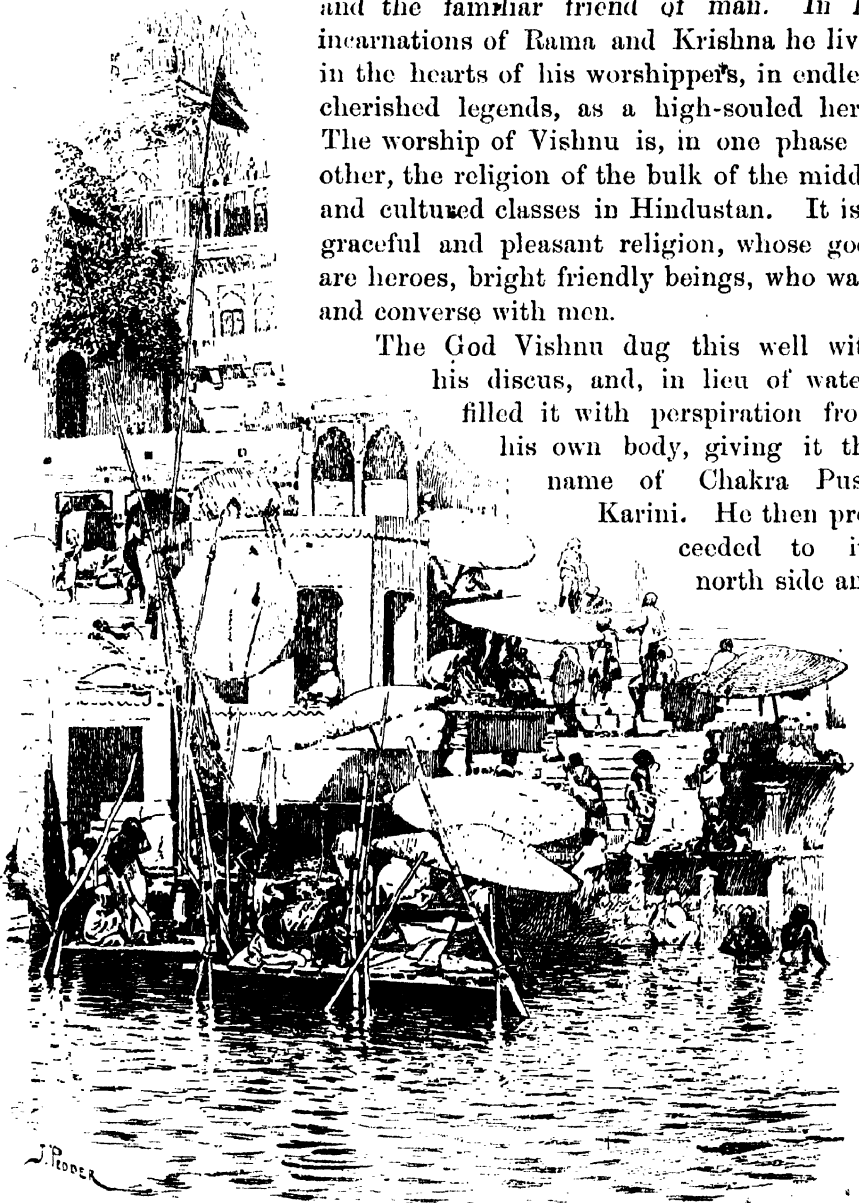 and the familiar friend of man. In
incarnations of Rama and Krishna he liv
in the hearts of his worshippers, in endle
cherished legends, as a high-souled her
The worship of Vishnu is, in one phase
other, the religion of the bulk of the midd
and cultured classes in Hindustan. It is
graceful and pleasant religion, whose go
are heroes, bright friendly beings, who wa
and converse with men.
The God Vishnu dug this well wit
his discus, and, in lieu of wate
filled it with perspiration fro
his own body, giving it th
name of Chakra Pus
Karini. He then pro
ceeded to i
north side an
J. Pedder